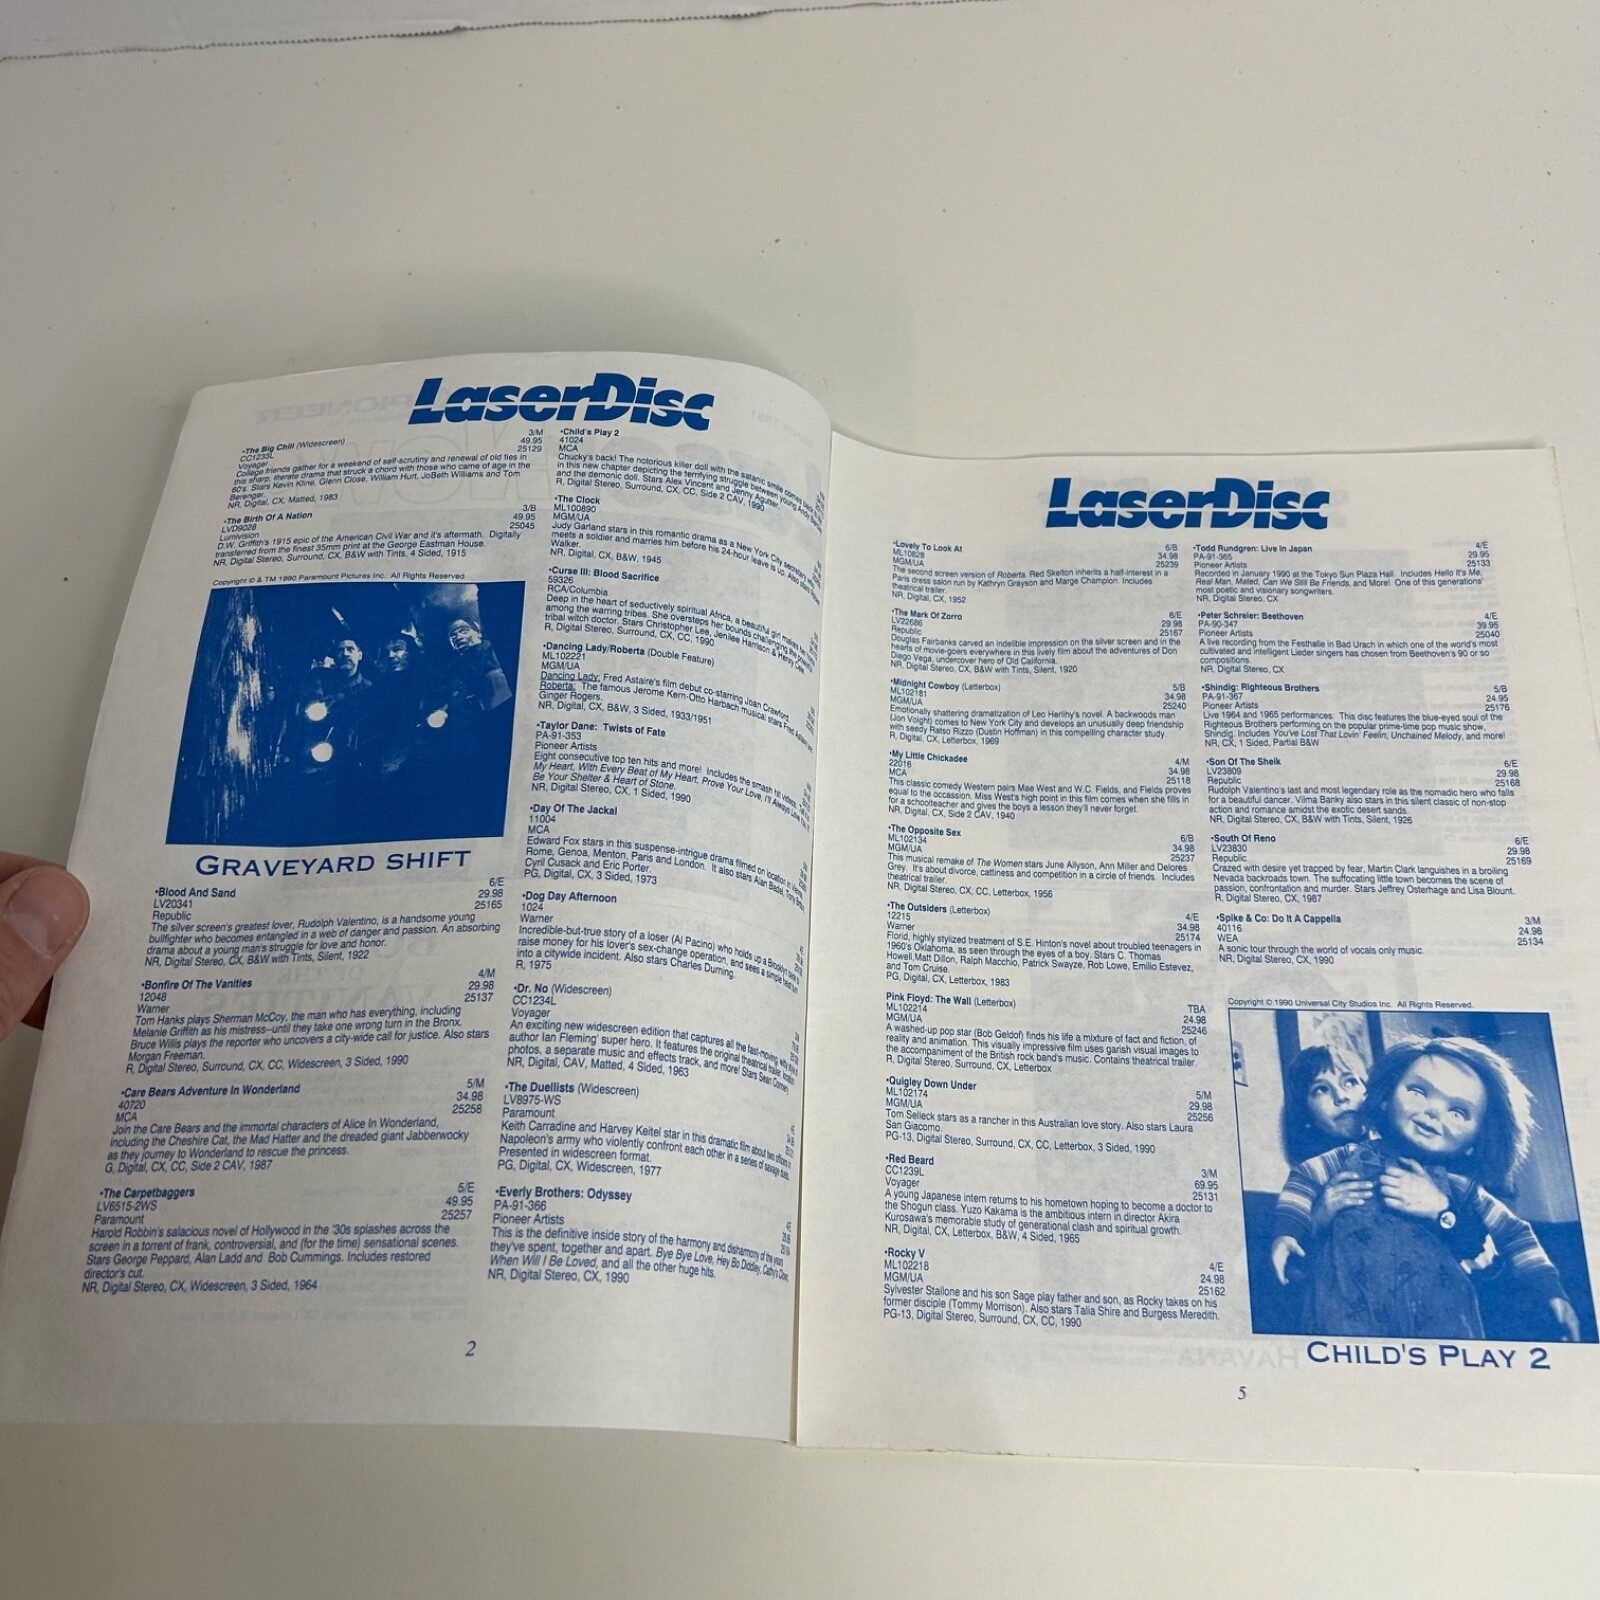 LaserDisc
•The Big Chill (Widescreen)
3/M
CC1233L
49.95
Voyager
25129
College friends gather for a weekend of self-scrutiny and renewal of old ties in
this sharp, literate drama that struck a chord with those who came of age in the
60's. Stars Kevin Kline, Glenn Close, William Hurt, JoBeth Williams and Tom
Berenger.
NR, Digital, CX, Matted, 1983
•The Birth Of A Nation
3/B
LVD9028
49.95
Lumivision
25045
D.W. Griffith's 1915 epic of the American Civil War and it's aftermath. Digitally
transferred from the finest 35mm print at the George Eastman House.
NR, Digital Stereo, Surround, CX, B&W with Tints, 4 Sided, 1915
Copyright © & TM 1990 Paramount Pictures Inc. All Rights Reserved.
GRAVEYARD SHIFT
•Blood And Sand
6/E
LV20341
29.98
Republic
25165
The silver screen's greatest lover, Rudolph Valentino, is a handsome young
bullfighter who becomes entangled in a web of danger and passion. An absorbing
drama about a young man's struggle for love and honor.
NR, Digital Stereo, CX, B&W with Tints, Silent, 1922
•Bonfire Of The Vanities
4/M
12048
29.98
Warner
25137
Tom Hanks plays Sherman McCoy, the man who has everything, including
Melanie Griffith as his mistress--until they take one wrong turn in the Bronx.
Bruce Willis plays the reporter who uncovers a city-wide call for justice. Also stars
Morgan Freeman.
R, Digital Stereo, Surround, CX, CC, Widescreen, 3 Sided, 1990
•Care Bears Adventure In Wonderland
5/M
40720
34.98
MCA
25258
Join the Care Bears and the immortal characters of Alice In Wonderland,
including the Cheshire Cat, the Mad Hatter and the dreaded giant Jabberwocky
as they journey to Wonderland to rescue the princess.
G, Digital, CX, CC, Side 2 CAV, 1987
•The Carpetbaggers
5/E
LV6515-2WS
49.95
Paramount
25257
Harold Robbin's salacious novel of Hollywood in the '30s splashes across the
screen in a torrent of frank, controversial, and (for the time) sensational scenes.
Stars George Peppard, Alan Ladd and Bob Cummings. Includes restored
director's cut.
NR, Digital Stereo, CX, Widescreen, 3 Sided, 1964
•Child's Play 2
41024
MCA
Chucky's back! The notorious killer doll with the satanic smile comes back
in this new chapter depicting the terrifying struggle between young Andy
and the demonic doll. Stars Alex Vincent and Jenny Agutter.
R, Digital Stereo, Surround, CX, CC, Side 2 CAV, 1990
•The Clock
ML100890
MGM/UA
Judy Garland stars in this romantic drama as a New York City secretary who
meets a soldier and marries him before his 24-hour leave is up. Also stars Robert
Walker.
NR, Digital, CX, B&W, 1945
•Curse III: Blood Sacrifice
59326
RCA/Columbia
Deep in the heart of seductively spiritual Africa, a beautiful girl
among the warring tribes. She oversteps her bounds challenging the powerful
tribal witch doctor. Stars Christopher Lee, Jenilee Harrison & Henry
R, Digital Stereo, Surround, CX, CC, 1990
•Dancing Lady/Roberta (Double Feature)
ML102221
MGM/UA
Dancing Lady: Fred Astaire's film debut co-starring Joan Crawford.
Roberta: The famous Jerome Kern-Otto Harbach musical stars Fred Astaire and
Ginger Rogers.
NR, Digital, CX, B&W, 3 Sided, 1933/1951
•Taylor Dane: Twists of Fate
PA-91-353
Pioneer Artists
Eight consecutive top ten hits and more! Includes the smash hit videos, Tell It to
My Heart, With Every Beat of My Heart, Prove Your Love, I'll Always Love You, I'll
Be Your Shelter & Heart of Stone.
NR, Digital Stereo, CX, 1 Sided, 1990
•Day Of The Jackal
11004
MCA
Edward Fox stars in this suspense-intrigue drama filmed on location in Vienna,
Rome, Genoa, Menton, Paris and London. It also stars Alan Badel, Tony Britton,
Cyril Cusack and Eric Porter.
PG, Digital, CX, 3 Sided, 1973
•Dog Day Afternoon
1024
Warner
Incredible-but-true story of a loser (Al Pacino) who holds up a Brooklyn bank to
raise money for his lover's sex-change operation, and sees a simple heist turn
into a citywide incident. Also stars Charles Durning.
R, 1975
•Dr. No (Widescreen)
CC1234L
Voyager
An exciting new widescreen edition that captures all the fast-moving, witty
author Ian Fleming' super hero. It features the original theatrical trailer, location
photos, a separate music and effects track, and more! Stars Sean Connery
NR, Digital, CAV, Matted, 4 Sided, 1963
•The Duellists (Widescreen)
LV8975-WS
Paramount
Keith Carradine and Harvey Keitel star in this dramatic film about two officers in
Napoleon's army who violently confront each other in a series of savage duels.
Presented in widescreen format.
PG, Digital, CX, Widescreen, 1977
•Everly Brothers: Odyssey
PA-91-366
Pioneer Artists
This is the definitive inside story of the harmony and disharmony of the years
they've spent, together and apart. Bye Bye Love, Hey Bo Diddley, Cathy's Clown,
When Will I Be Loved, and all the other huge hits.
NR, Digital Stereo, CX, 1990
2
LaserDisc
•Lovely To Look At
6/B
ML10828
34.98
MGM/UA
25239
The second screen version of Roberta. Red Skelton inherits a half-interest in a
Paris dress salon run by Kathryn Grayson and Marge Champion. Includes
theatrical trailer.
NR, Digital, CX, 1952
•The Mark Of Zorro
6/E
LV22686
29.98
Republic
25167
Douglas Fairbanks carved an indelible impression on the silver screen and in the
hearts of movie-goers everywhere in this lively film about the adventures of Don
Diego Vega, undercover hero of Old California.
NR, Digital Stereo, CX, B&W with Tints, Silent, 1920
•Midnight Cowboy (Letterbox)
5/B
ML102181
34.98
MGM/UA
25240
Emotionally shattering dramatization of Leo Herlihy's novel. A backwoods man
(Jon Voight) comes to New York City and develops an unusually deep friendship
with seedy Ratso Rizzo (Dustin Hoffman) in this compelling character study.
R, Digital, CX, Letterbox, 1969
•My Little Chickadee
4/M
22016
34.98
MCA
25118
This classic comedy Western pairs Mae West and W.C. Fields, and Fields proves
equal to the occassion. Miss West's high point in this film comes when she fills in
for a schoolteacher and gives the boys a lesson they'll never forget.
NR, Digital, CX, Side 2 CAV, 1940
•The Opposite Sex
6/B
ML102134
34.98
MGM/UA
25237
This musical remake of The Women stars June Allyson, Ann Miller and Delores
Grey. It's about divorce, cattiness and competition in a circle of friends. Includes
theatrical trailer.
NR, Digital Stereo, CX, CC, Letterbox, 1956
•The Outsiders (Letterbox)
4/E
12215
34.98
Warner
25174
Florid, highly stylized treatment of S.E. Hinton's novel about troubled teenagers in
1960's Oklahoma, as seen through the eyes of a boy. Stars C. Thomas
Howell,Matt Dillon, Ralph Macchio, Patrick Swayze, Rob Lowe, Emilio Estevez,
and Tom Cruise.
PG, Digital, CX, Letterbox, 1983
Pink Floyd: The Wall (Letterbox)
TBA
ML102214
24.98
MGM/UA
25246
A washed-up pop star (Bob Geldof) finds his life a mixture of fact and fiction, of
reality and animation. This visually impressive film uses garish visual images to
the accompaniment of the British rock band's music. Contains theatrical trailer.
R, Digital Stereo, Surround, CX, Letterbox
•Quigley Down Under
5/M
ML102174
29.98
MGM/UA
25256
Tom Selleck stars as a rancher in this Australian love story. Also stars Laura
San Giacomo.
PG-13, Digital Stereo, Surround, CX, CC, Letterbox, 3 Sided, 1990
•Red Beard
3/M
CC1239L
69.95
Voyager
25131
A young Japanese intern returns to his hometown hoping to become a doctor to
the Shogun class. Yuzo Kakama is the ambitious intern in director Akira
Kurosawa's memorable study of generational clash and spiritual growth.
NR, Digital, CX, Letterbox, B&W, 4 Sided, 1965
•Rocky V
4/E
ML102218
24.98
MGM/UA
25162
Sylvester Stallone and his son Sage play father and son, as Rocky takes on his
former disciple (Tommy Morrison). Also stars Talia Shire and Burgess Meredith.
PG-13, Digital Stereo, Surround, CX, CC, 1990
•Todd Rundgren: Live In Japan
4/E
PA-91-365
29.95
Pioneer Artists
25133
Recorded in January 1990 at the Tokyo Sun Plaza Hall. Includes Hello It's Me,
Real Man, Mated, Can We Still Be Friends, and More! One of this generations'
most poetic and visionary songwriters.
NR, Digital Stereo, CX
•Peter Schreier: Beethoven
4/E
PA-90-347
39.95
Pioneer Artists
25040
A live recording from the Festhalle in Bad Urach in which one of the world's most
cultivated and intelligent Lieder singers has chosen from Beethoven's 90 or so
compositions.
NR, Digital Stereo, CX
•Shindig: Righteous Brothers
5/B
PA-91-367
24.95
Pioneer Artists
25176
Live 1964 and 1965 performances. This disc features the blue-eyed soul of the
Righteous Brothers performing on the popular prime-time pop music show,
Shindig. Includes You've Lost That Lovin' Feelin, Unchained Melody, and more!
NR, CX, 1 Sided, Partial B&W
•Son Of The Sheik
6/E
LV23809
29.98
Republic
25168
Rudolph Valentino's last and most legendary role as the nomadic hero who falls
for a beautiful dancer. Vilma Banky also stars in this silent classic of non-stop
action and romance amidst the exotic desert sands.
NR, Digital Stereo, CX, B&W with Tints, Silent, 1926
•South Of Reno
6/E
LV23830
29.98
Republic
25169
Crazed with desire yet trapped by fear, Martin Clark languishes in a broiling
Nevada backroads town. The suffocating little town becomes the scene of
passion, confrontation and murder. Stars Jeffrey Osterhage and Lisa Blount.
R, Digital Stereo, CX, 1987
•Spike & Co: Do It A Cappella
3/M
40116
24.98
WEA
25134
A sonic tour through the world of vocals only music.
NR, Digital Stereo, CX, 1990
Copyright © 1990 Universal City Studios Inc. All Rights Reserved.
CHILD'S PLAY 2
5